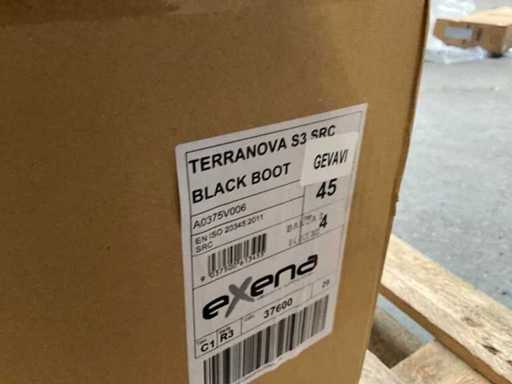 TERRANOVA S3 SRC
BLACK BOOT
GEVAVI
A0375V006
45
EN ISO 20345:2011
SRC
4
exena
37600
C1 R3